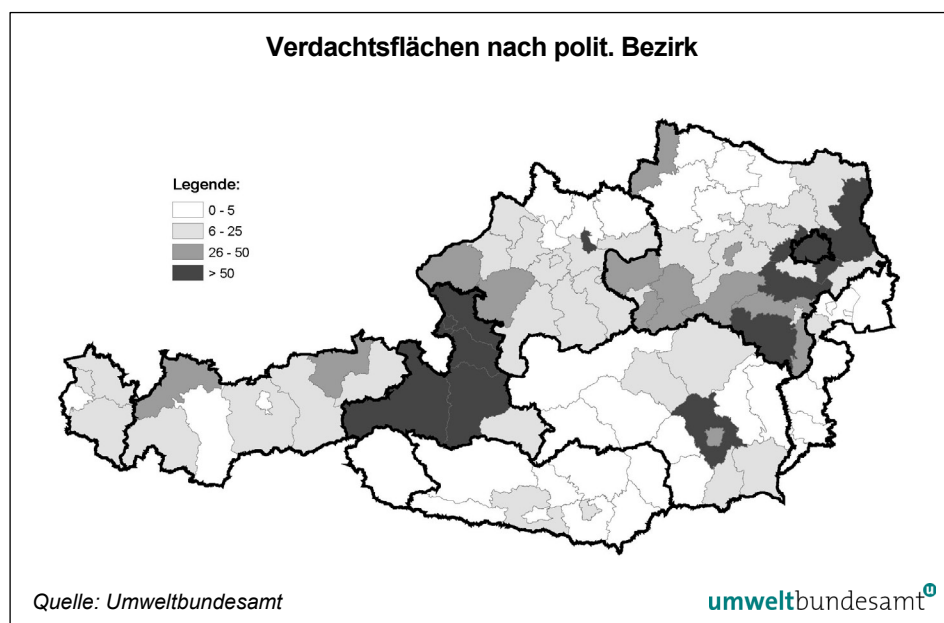 Verdachtsflächen nach polit. Bezirk
Legende:
0 - 5
6 - 25
26 - 50
> 50
Quelle: Umweltbundesamt
umweltbundesamt u